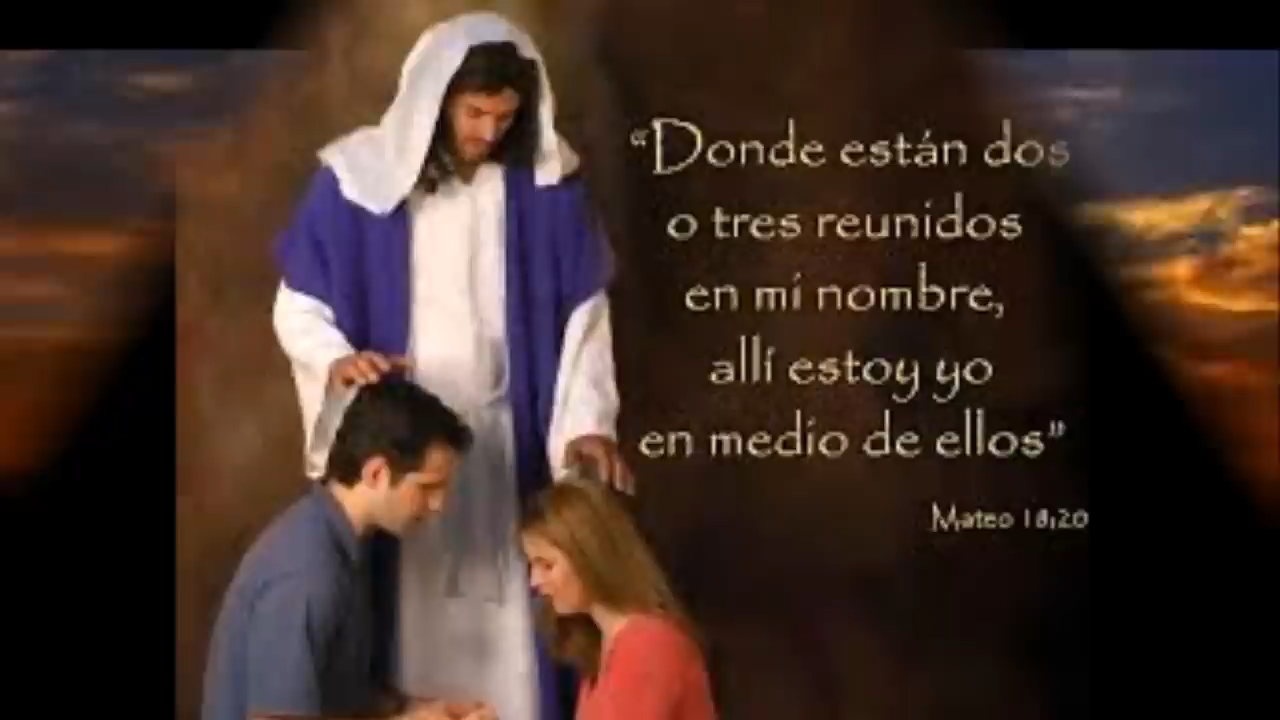 “Donde están dos
o tres reunidos
en mi nombre,
allí estoy yo
en medio de ellos”
Mateo 18:20